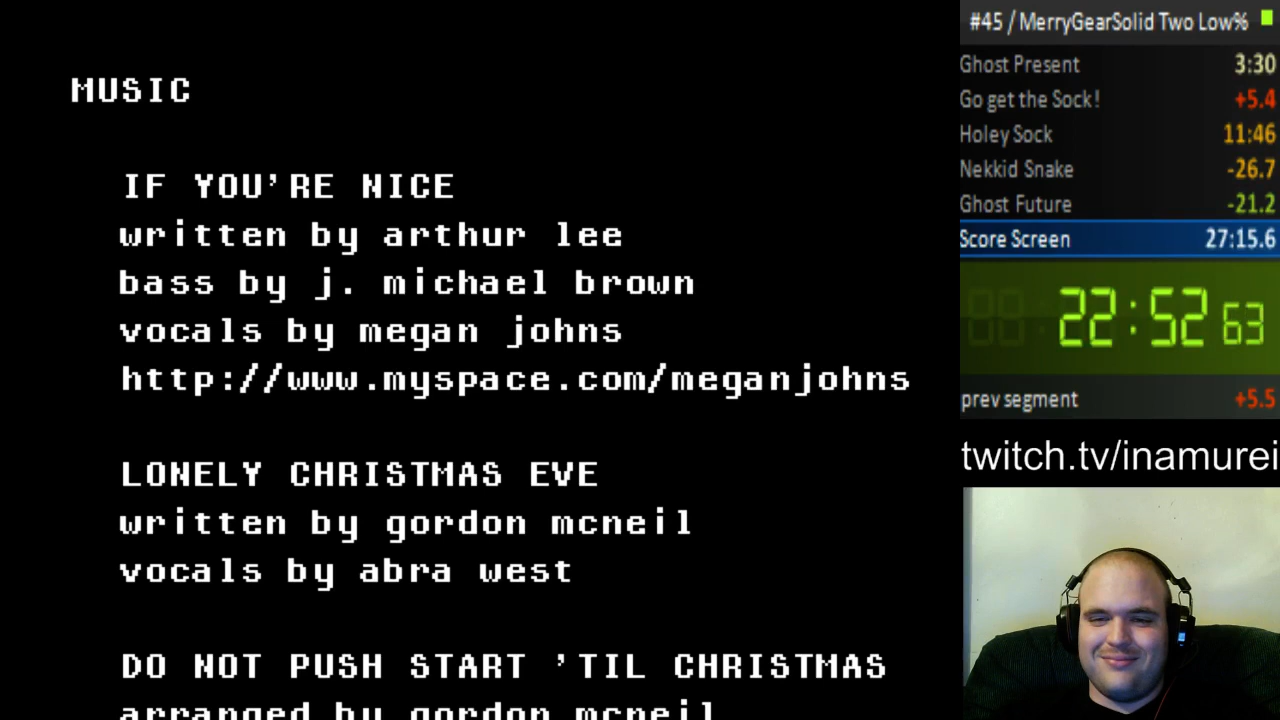 MUSIC
IF YOU'RE NICE
written by arthur lee
bass by j. michael brown
vocals by megan johns
http://www.myspace.com/meganjohns
LONELY CHRISTMAS EVE
written by gordon mcneil
vocals by abra west
DO NOT PUSH START 'TIL CHRISTMAS
arranged by gordon mcneil
#45 / MerryGearSolid Two Low%
Ghost Present 3:30
Go get the Sock! +5.4
Holey Sock 11:46
Nekkid Snake -26.7
Ghost Future -21.2
Score Screen 27:15.6
22:52 63
prev segment +5.5
twitch.tv/inamurei